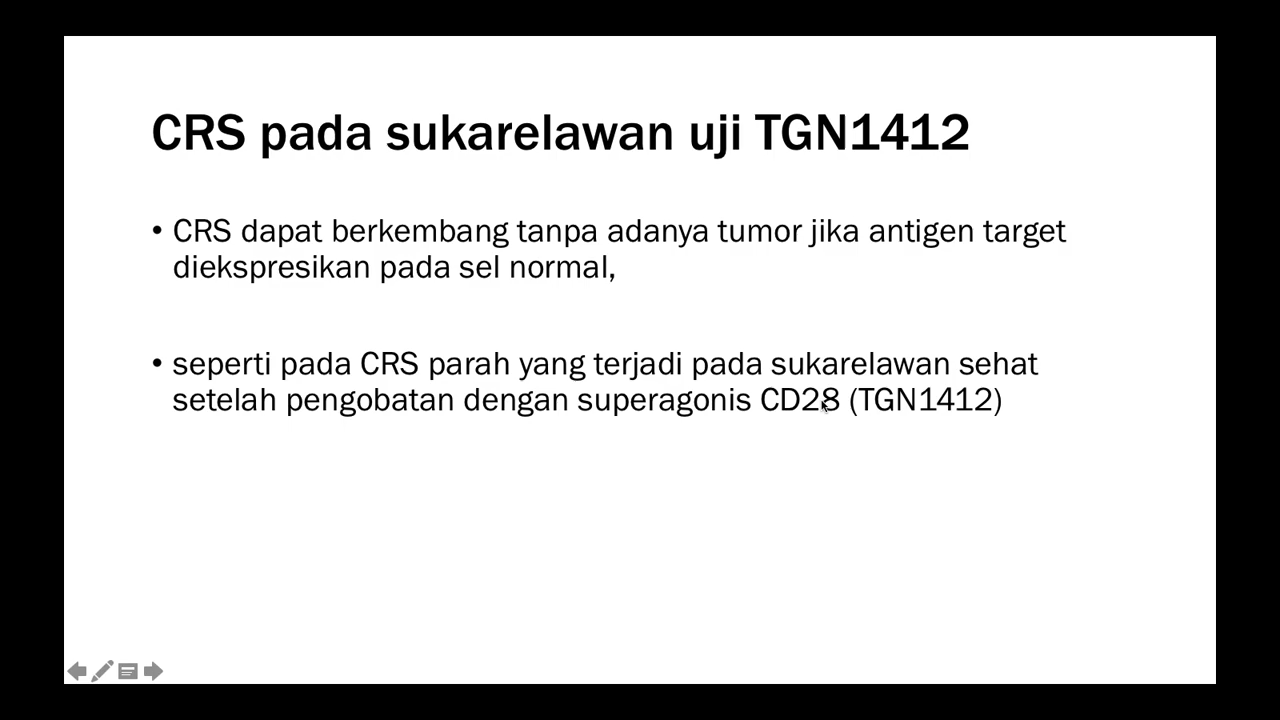 CRS pada sukarelawan uji TGN1412
• CRS dapat berkembang tanpa adanya tumor jika antigen target
diekspresikan pada sel normal,
• seperti pada CRS parah yang terjadi pada sukarelawan sehat
setelah pengobatan dengan superagonis CD28 (TGN1412)